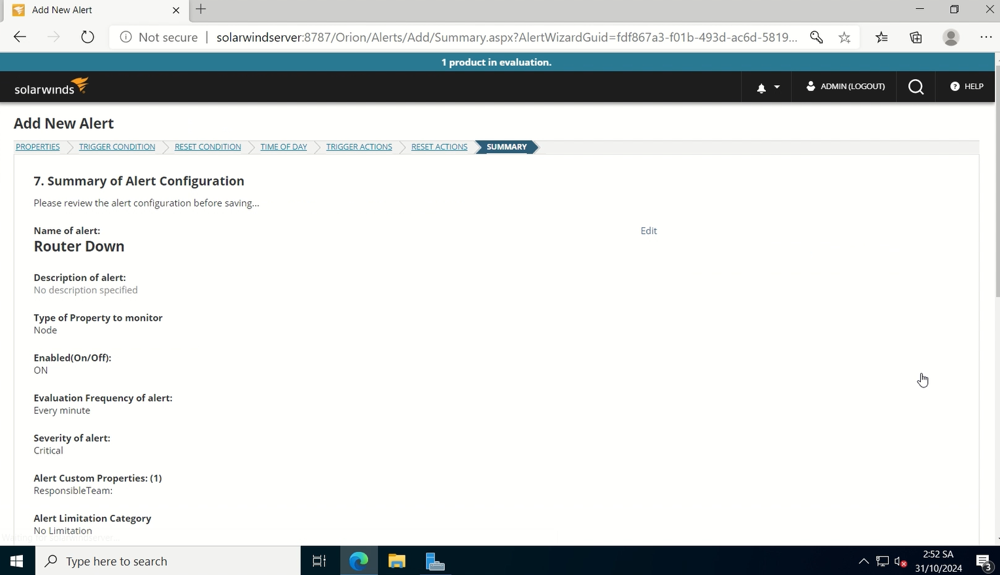 Add New Alert
Not secure | solarwindserver:8787/Orion/Alerts/Add/Summary.aspx?AlertWizardGuid=fdf867a3-f01b-493d-ac6d-5819...
1 product in evaluation.
solarwinds
ADMIN (LOGOUT)
HELP
Add New Alert
PROPERTIES
TRIGGER CONDITION
RESET CONDITION
TIME OF DAY
TRIGGER ACTIONS
RESET ACTIONS
SUMMARY
7. Summary of Alert Configuration
Please review the alert configuration before saving...
Name of alert:
Edit
Router Down
Description of alert:
No description specified
Type of Property to monitor
Node
Enabled(On/Off):
ON
Evaluation Frequency of alert:
Every minute
Severity of alert:
Critical
Alert Custom Properties: (1)
ResponsibleTeam:
Alert Limitation Category
No Limitation
Waiting for solarwindserver...
Type here to search
2:52 SA
31/10/2024
3